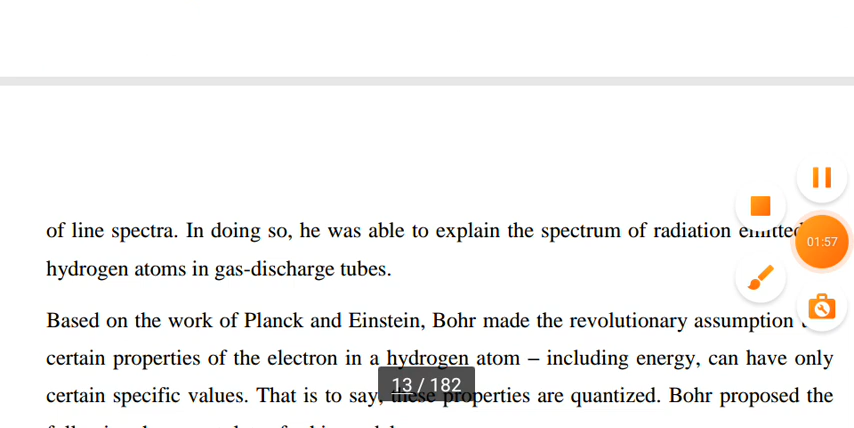 of line spectra. In doing so, he was able to explain the spectrum of radiation emitted
hydrogen atoms in gas-discharge tubes.
Based on the work of Planck and Einstein, Bohr made the revolutionary assumption
certain properties of the electron in a hydrogen atom – including energy, can have only
certain specific values. That is to say, these properties are quantized. Bohr proposed the
01:57
13 / 182